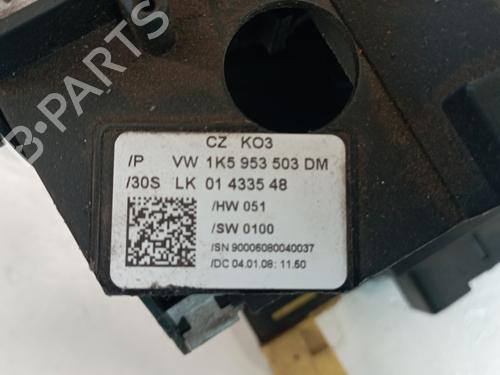 CZ KO3
/P VW 1K5 953 503 DM
/30S LK 01 4335 48
/HW 051
/SW 0100
/SN 90006080040037
/DC 04.01.08: 11.50
B-PARTS